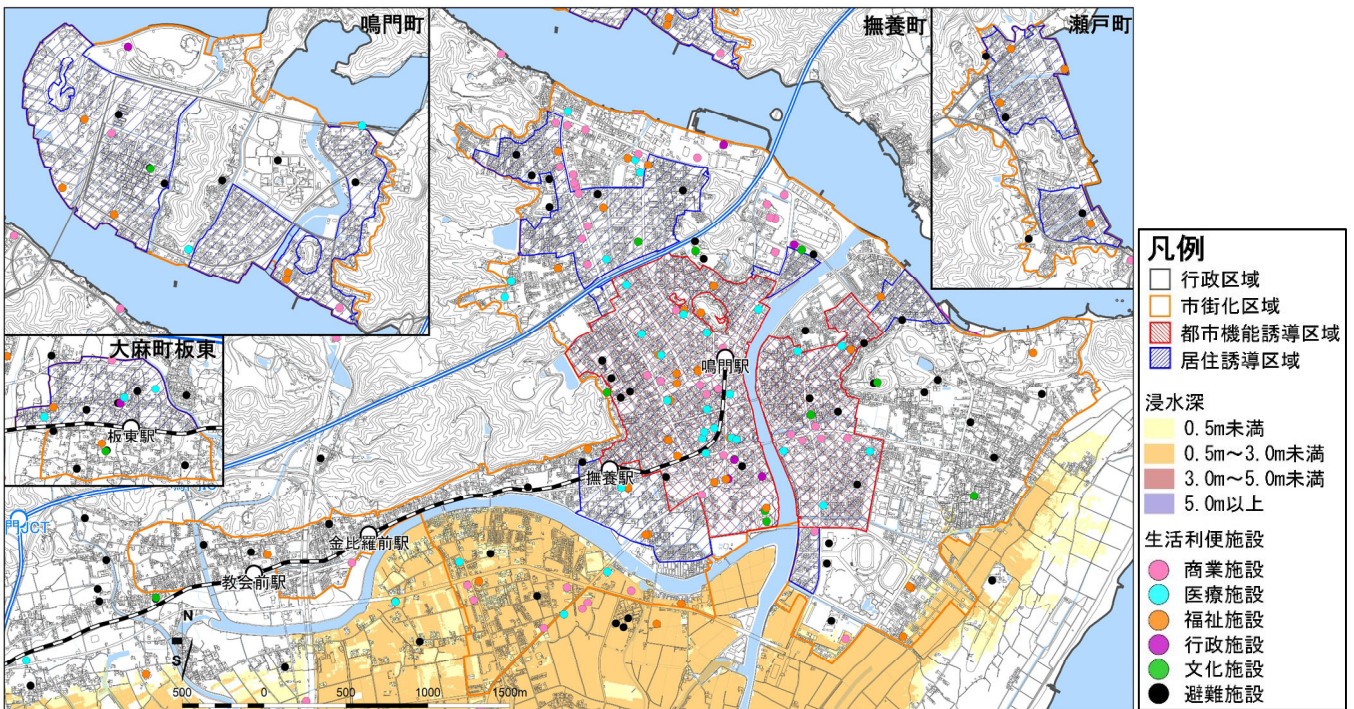 鳴門町
撫養町
瀬戸町
大麻町板東
板東駅
鳴門駅
撫養駅
金比羅前駅
教会前駅
門JCT
N
S
500
0
500
1000
1500m
凡例
行政区域
市街化区域
都市機能誘導区域
居住誘導区域
浸水深
0.5m未満
0.5m～3.0m未満
3.0m～5.0m未満
5.0m以上
生活利便施設
商業施設
医療施設
福祉施設
行政施設
文化施設
避難施設